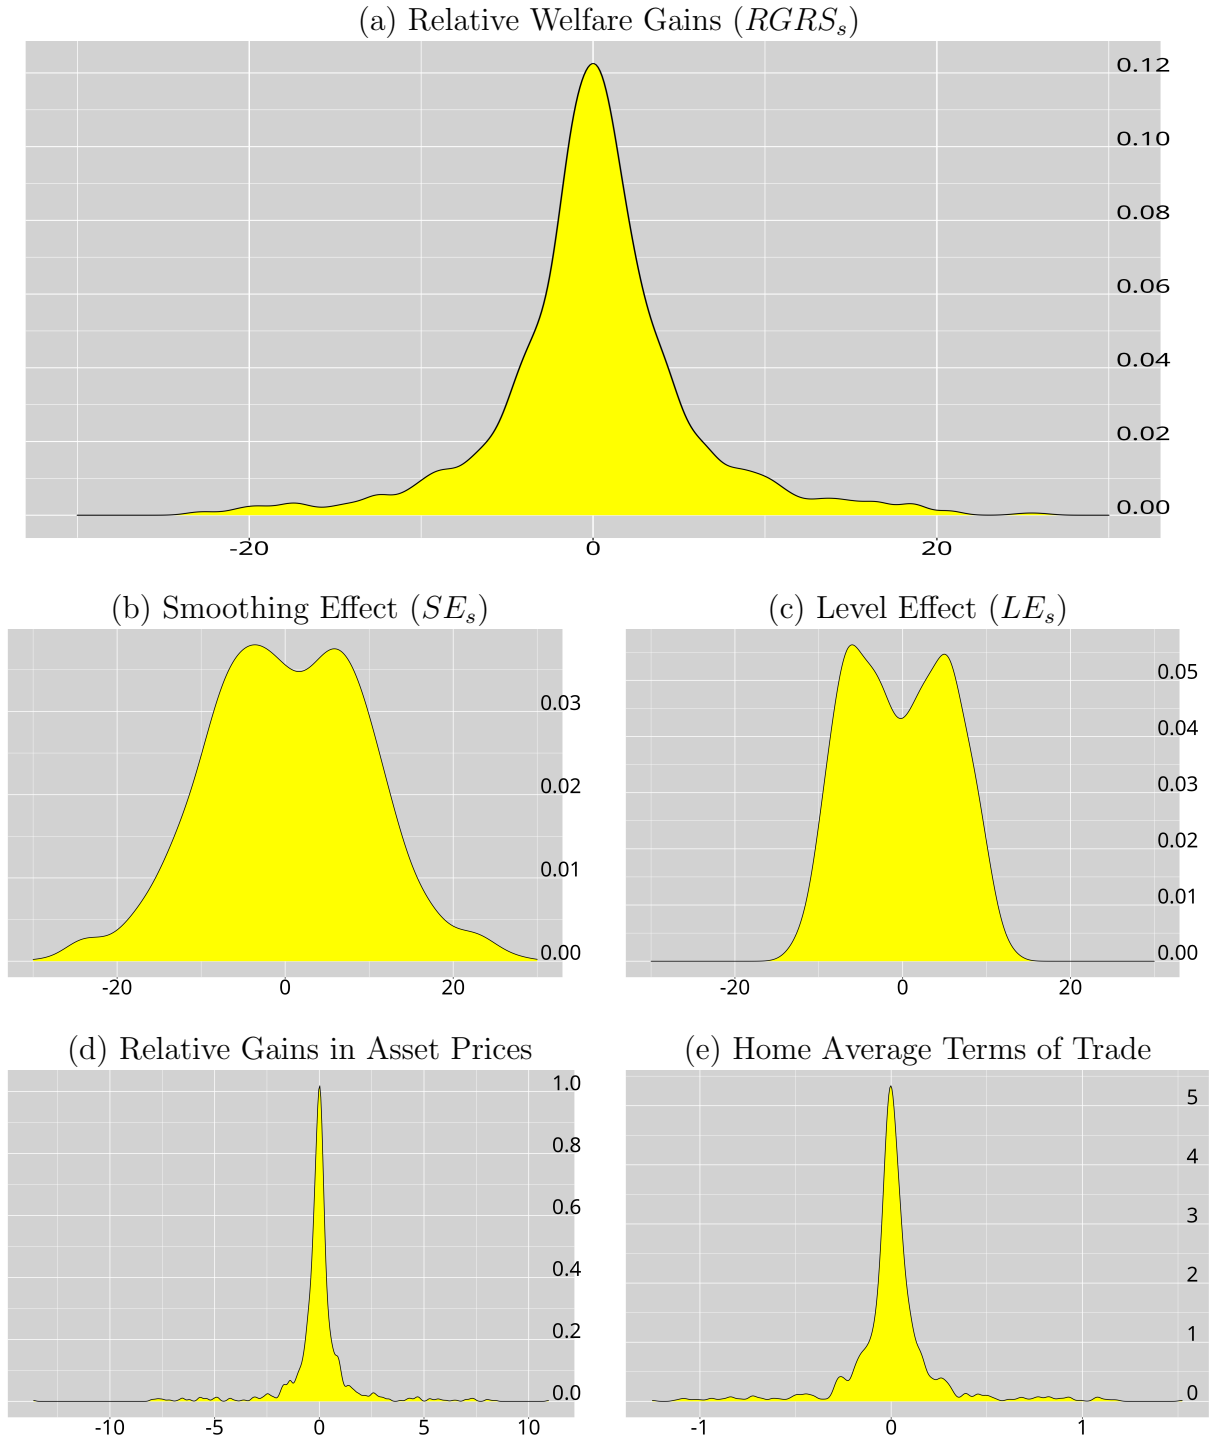 (a) Relative Welfare Gains (RGRSₛ)
0.12
0.10
0.08
0.06
0.04
0.02
0.00
-20 0 20
(b) Smoothing Effect (SEₛ)
0.03
0.02
0.01
0.00
-20 0 20
(c) Level Effect (LEₛ)
0.05
0.04
0.03
0.02
0.01
0.00
-20 0 20
(d) Relative Gains in Asset Prices
1.0
0.8
0.6
0.4
0.2
0.0
-10 -5 0 5 10
(e) Home Average Terms of Trade
5
4
3
2
1
0
-1 0 1